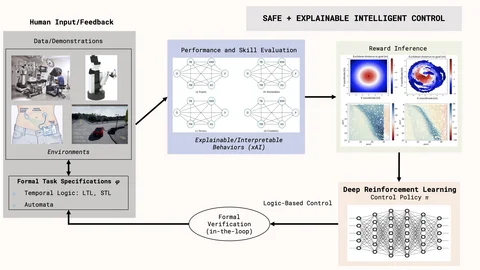 SAFE + EXPLAINABLE INTELLIGENT CONTROL
Human Input/Feedback
Data/Demonstrations
Environments
Formal Task Specifications φ
Temporal Logic: LTL, STL
Automata
Performance and Skill Evaluation
Explainable/Interpretable
Behaviors (xAI)
Reward Inference
Deep Reinforcement Learning
Control Policy π
Logic-Based Control
Formal
Verification
(in-the-loop)